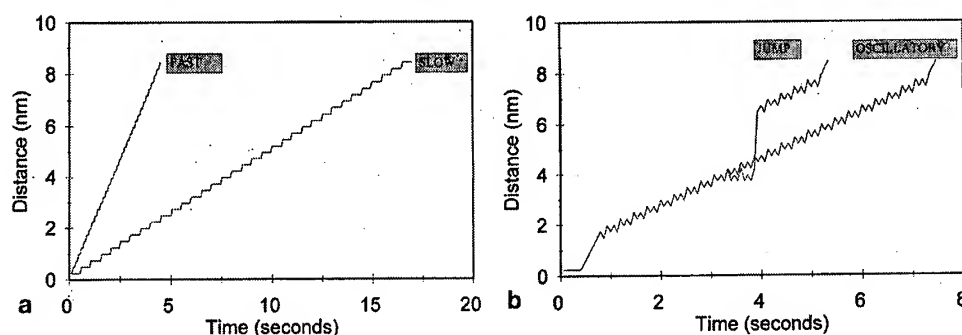 10
8
6
4
2
0
Distance (nm)
FAST
SLOW
0 5 10 15 20
Time (seconds)
a
10
8
6
4
2
0
Distance (nm)
JUMP
OSCILLATORY
0 2 4 6 8
Time (seconds)
b